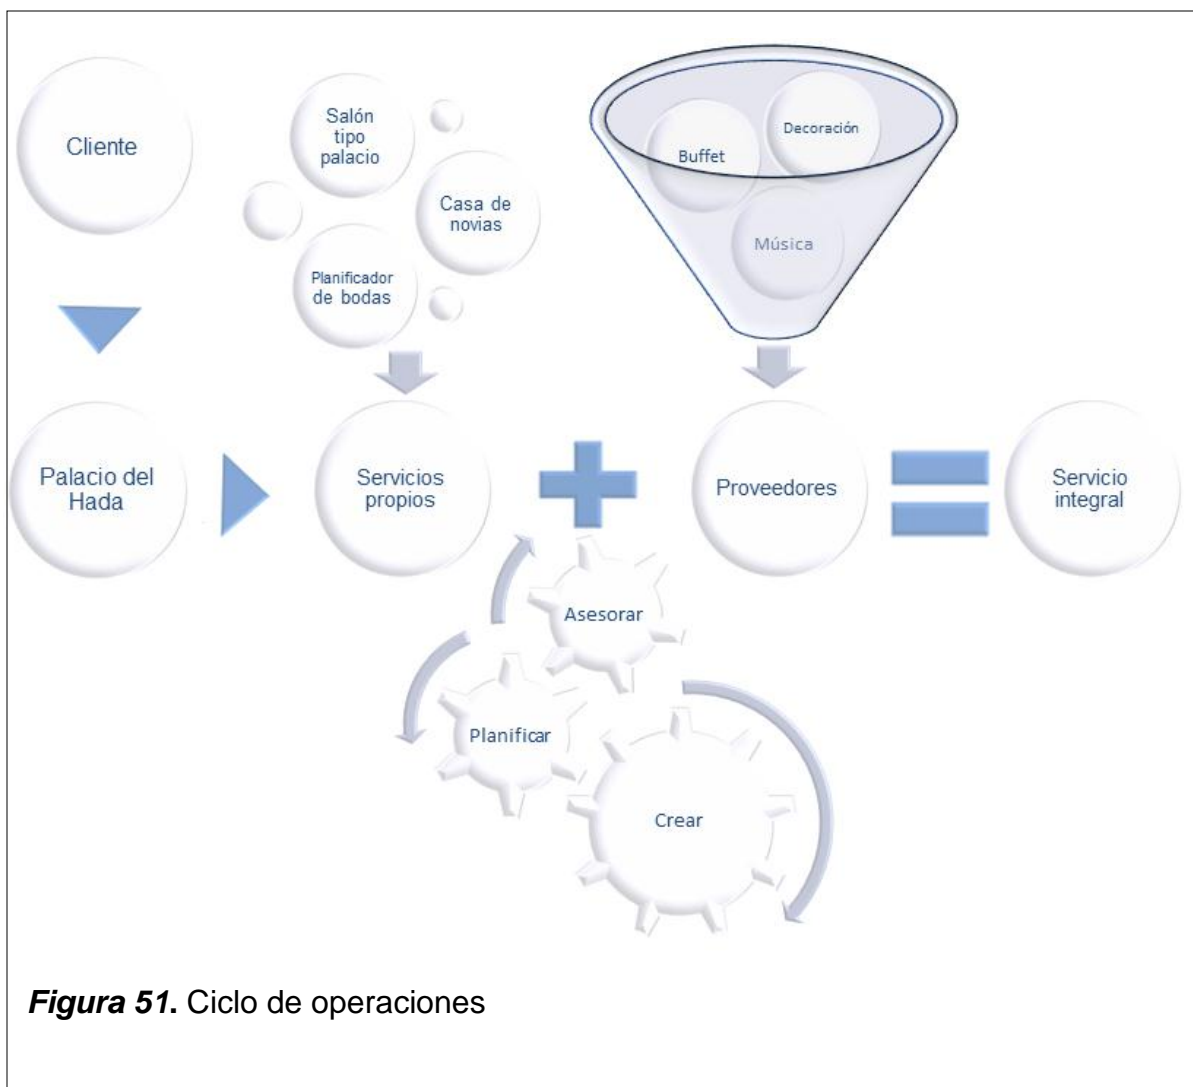 Cliente
Salón
tipo
palacio
Casa de
novias
Planificador
de bodas
Buffet
Decoración
Música
Palacio del
Hada
Servicios
propios
Proveedores
Servicio
integral
Asesorar
Planificar
Crear
Figura 51. Ciclo de operaciones